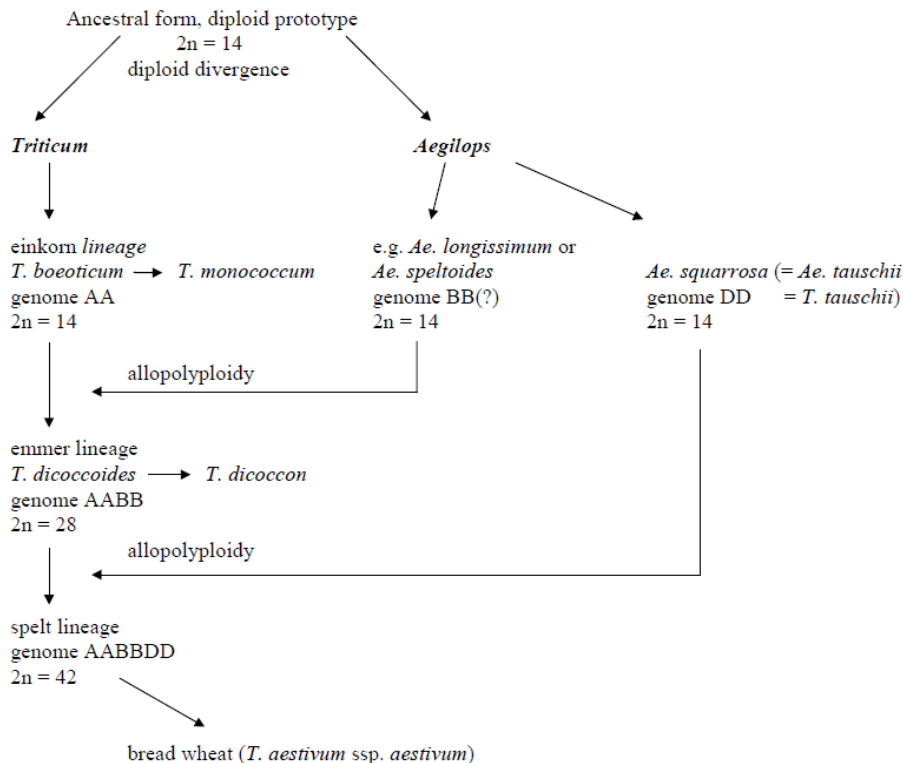 Ancestral form, diploid prototype
2n = 14
diploid divergence
Triticum
Aegilops
einkorn lineage
T. boeoticum T. monococcum
genome AA
2n = 14
e.g. Ae. longissimum or
Ae. speltoides
genome BB(?)
2n = 14
Ae. squarrosa (= Ae. tauschii
genome DD = T. tauschii)
2n = 14
allopolyploidy
emmer lineage
T. dicoccoides T. dicoccon
genome AABB
2n = 28
allopolyploidy
spelt lineage
genome AABBDD
2n = 42
bread wheat (T. aestivum ssp. aestivum)